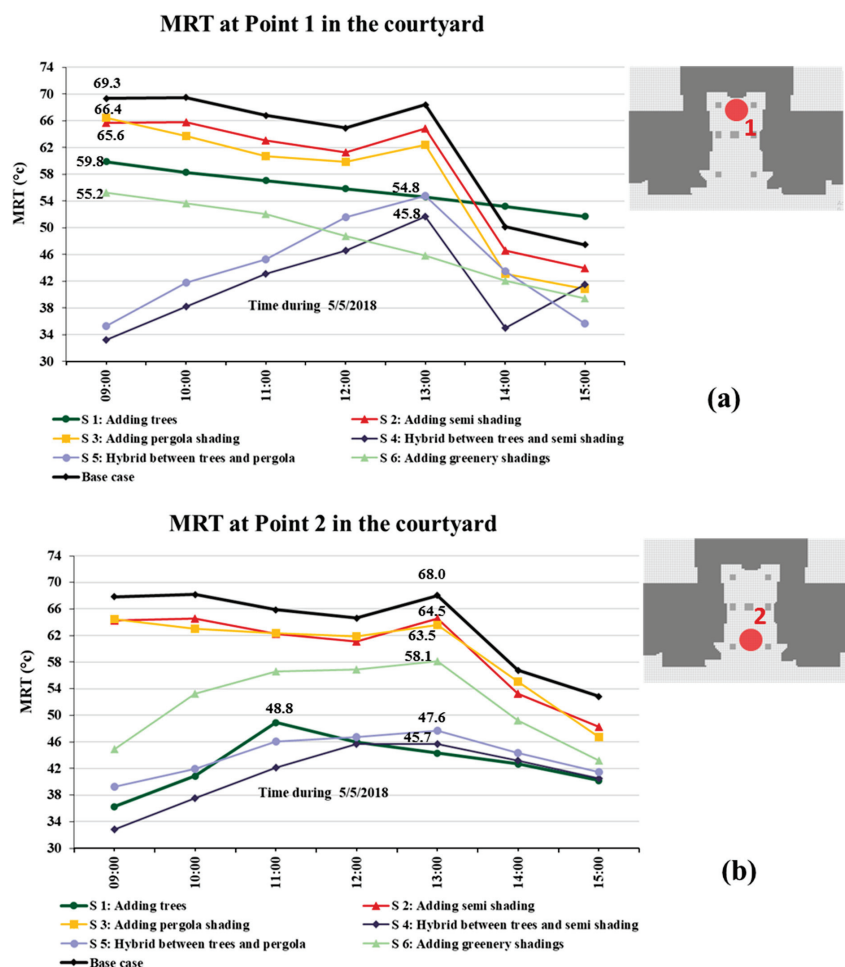 MRT at Point 1 in the courtyard
MRT (°c)
74
70
66
62
58
54
50
46
42
38
34
30
69.3
66.4
65.6
59.8
55.2
54.8
45.8
Time during 5/5/2018
09:00
10:00
11:00
12:00
13:00
14:00
15:00
1
(a)
S 1: Adding trees
S 2: Adding semi shading
S 3: Adding pergola shading
S 4: Hybrid between trees and semi shading
S 5: Hybrid between trees and pergola
S 6: Adding greenery shadings
Base case
MRT at Point 2 in the courtyard
MRT (°c)
74
70
66
62
58
54
50
46
42
38
34
30
68.0
64.5
63.5
58.1
48.8
47.6
45.7
Time during 5/5/2018
09:00
10:00
11:00
12:00
13:00
14:00
15:00
2
(b)
S 1: Adding trees
S 2: Adding semi shading
S 3: Adding pergola shading
S 4: Hybrid between trees and semi shading
S 5: Hybrid between trees and pergola
S 6: Adding greenery shadings
Base case